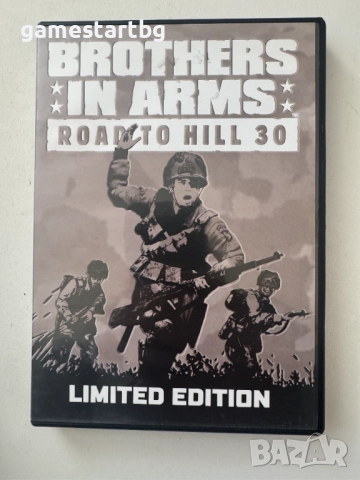 gamestartbg
BROTHERS
IN ARMS
ROAD TO HILL 30
LIMITED EDITION
BAZAR